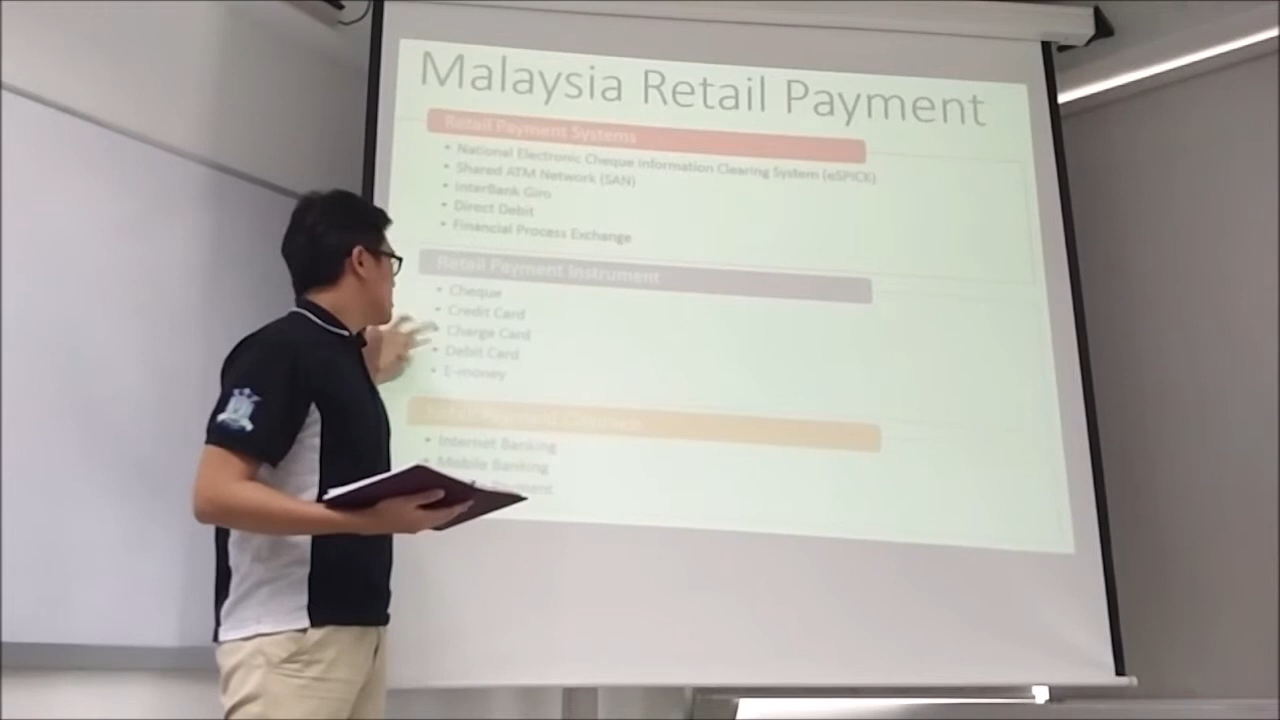 Malaysia Retail Payment
Retail Payment Systems
• National Electronic Cheque Information Clearing System (eSPICK)
• Shared ATM Network (SAN)
• InterBank Giro
• Direct Debit
• Financial Process Exchange
Retail Payment Instrument
• Cheque
• Credit Card
• Charge Card
• Debit Card
• E-money
Payment
• Internet Banking
• Mobile Banking
Payment